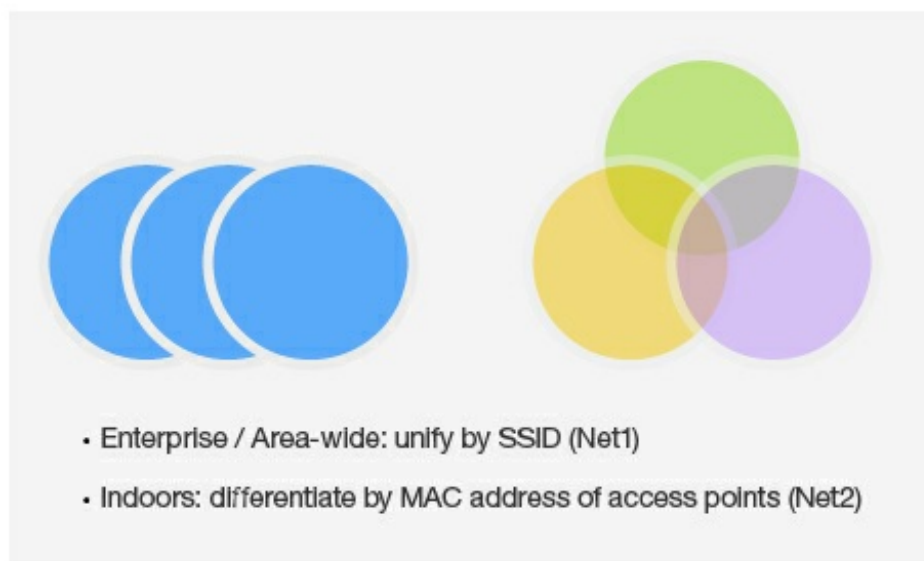 • Enterprise / Area-wide: unify by SSID (Net1)
• Indoors: differentiate by MAC address of access points (Net2)